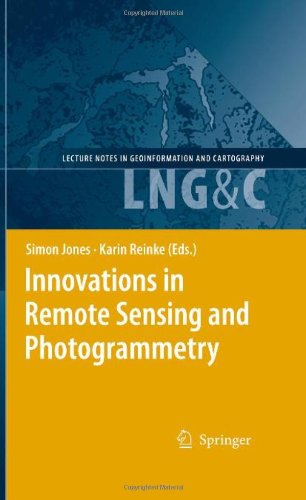 LECTURE NOTES IN GEOINFORMATION AND CARTOGRAPHY
LNG&C
Simon Jones · Karin Reinke (Eds.)
Innovations in
Remote Sensing and
Photogrammetry
Springer